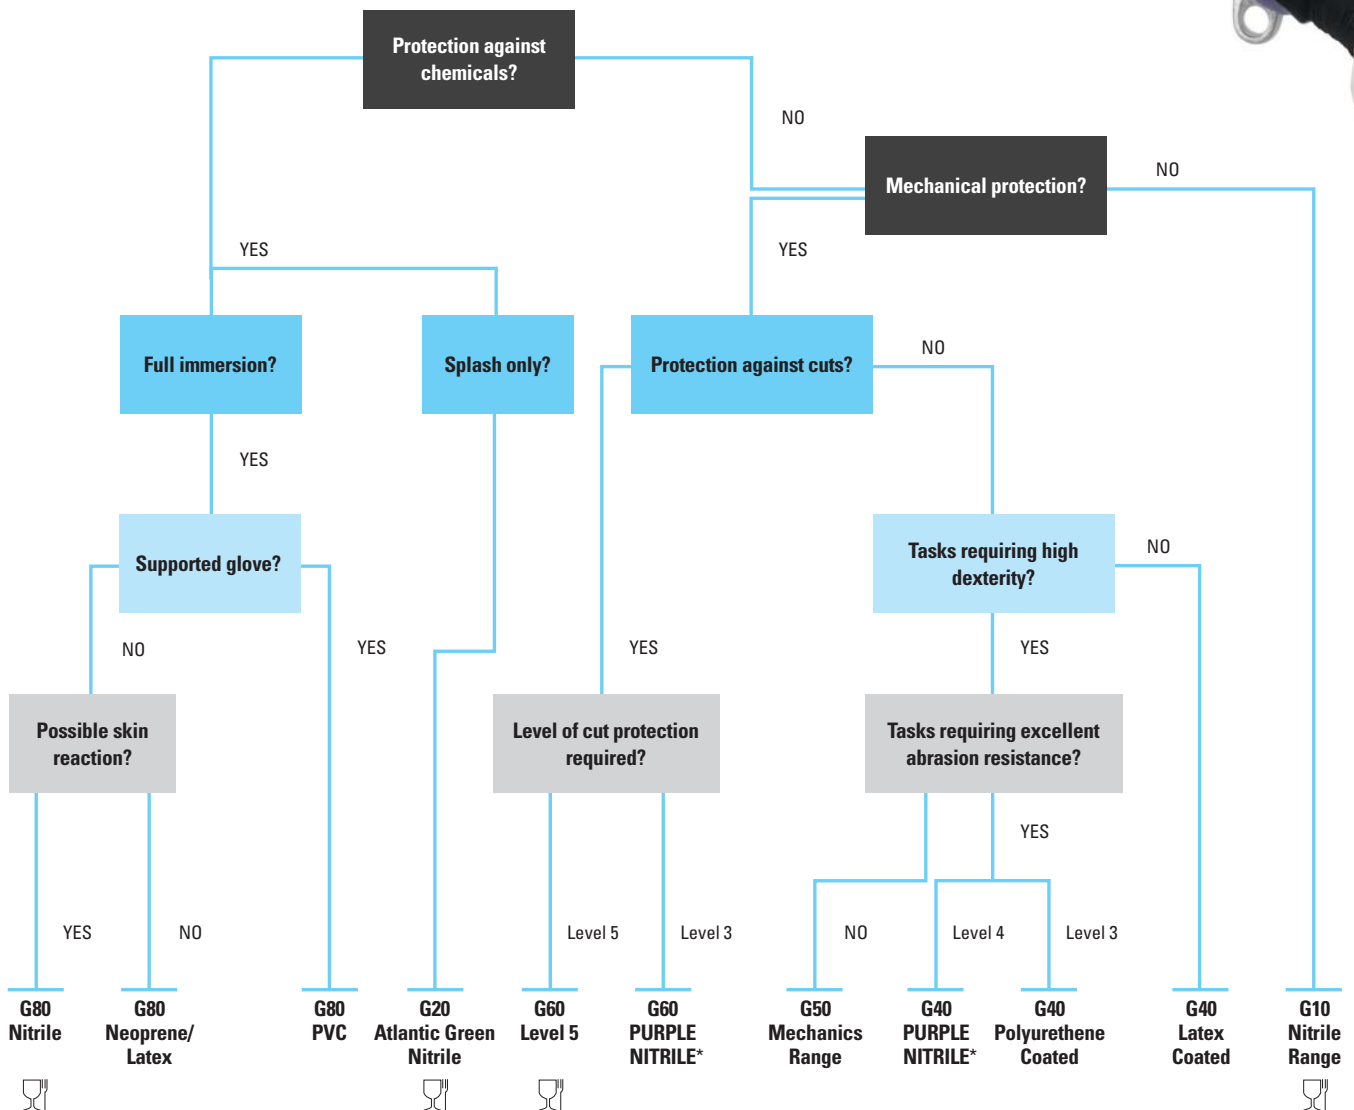 Protection against
chemicals?
NO
Mechanical protection?
NO
YES
YES
Full immersion?
Splash only?
Protection against cuts?
NO
YES
Supported glove?
Tasks requiring high
dexterity?
NO
NO
YES
YES
YES
Possible skin
reaction?
Level of cut protection
required?
Tasks requiring excellent
abrasion resistance?
YES
YES
NO
Level 5
Level 3
NO
Level 4
Level 3
G80
Nitrile
G80
Neoprene/
Latex
G80
PVC
G20
Atlantic Green
Nitrile
G60
Level 5
G60
PURPLE
NITRILE*
G50
Mechanics
Range
G40
PURPLE
NITRILE*
G40
Polyurethene
Coated
G40
Latex
Coated
G10
Nitrile
Range